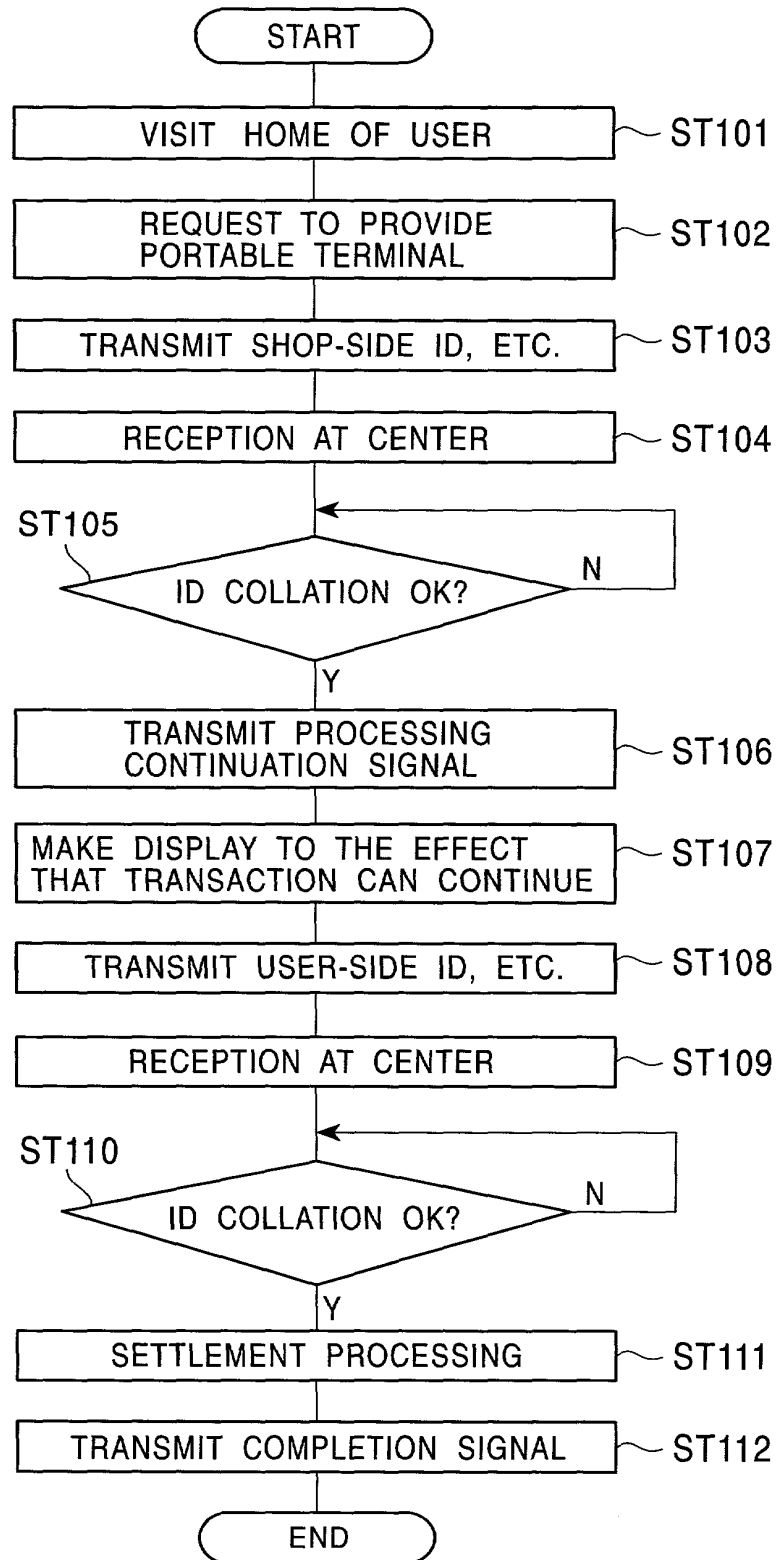 START
VISIT HOME OF USER
ST101
REQUEST TO PROVIDE
PORTABLE TERMINAL
ST102
TRANSMIT SHOP-SIDE ID, ETC.
ST103
RECEPTION AT CENTER
ST104
ST105
ID COLLATION OK?
N
Y
TRANSMIT PROCESSING
CONTINUATION SIGNAL
ST106
MAKE DISPLAY TO THE EFFECT
THAT TRANSACTION CAN CONTINUE
ST107
TRANSMIT USER-SIDE ID, ETC.
ST108
RECEPTION AT CENTER
ST109
ST110
ID COLLATION OK?
N
Y
SETTLEMENT PROCESSING
ST111
TRANSMIT COMPLETION SIGNAL
ST112
END